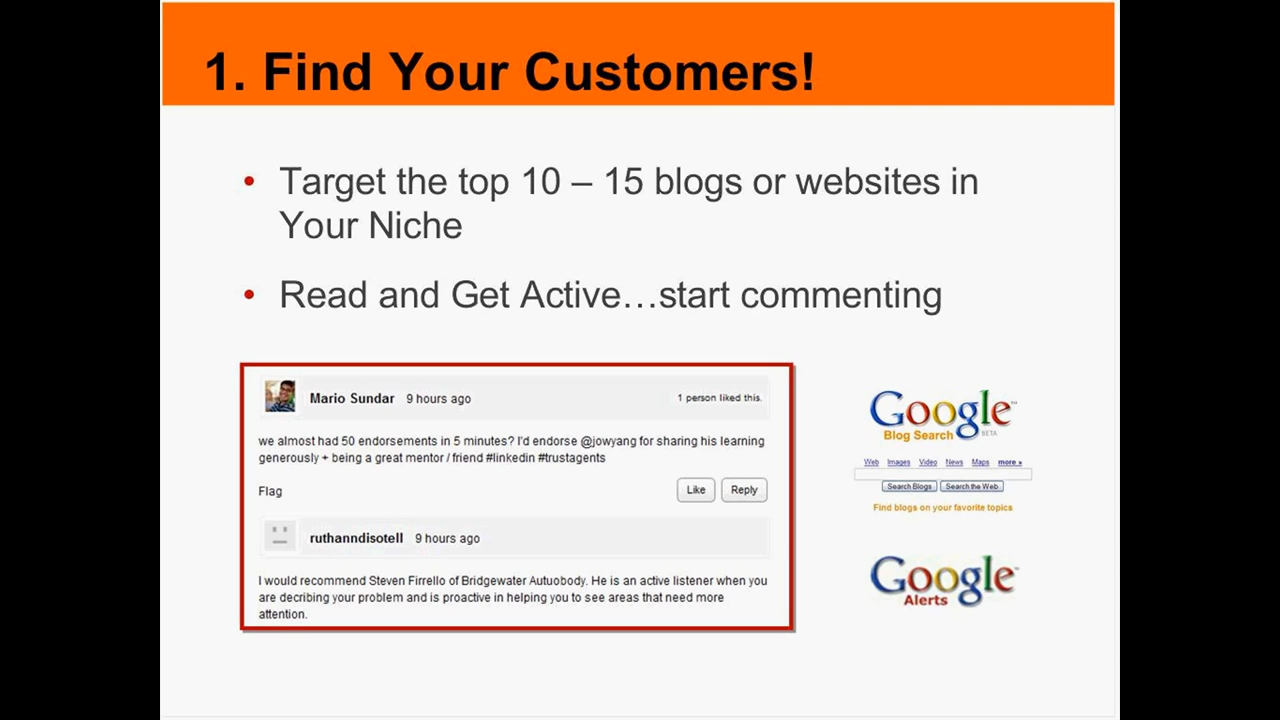 1. Find Your Customers!
• Target the top 10 – 15 blogs or websites in
Your Niche
• Read and Get Active…start commenting
Mario Sundar 9 hours ago 1 person liked this.
we almost had 50 endorsements in 5 minutes? I'd endorse @jowyang for sharing his learning
generously + being a great mentor / friend #linkedin #trustagents
Flag Like Reply
ruthanndisotell 9 hours ago
I would recommend Steven Firrello of Bridgewater Autuobody. He is an active listener when you
are decribing your problem and is proactive in helping you to see areas that need more
attention.
Google™
Blog Search BETA
Web Images Video News Maps more »
Search Blogs Search the Web
Find blogs on your favorite topics
Google™
Alerts